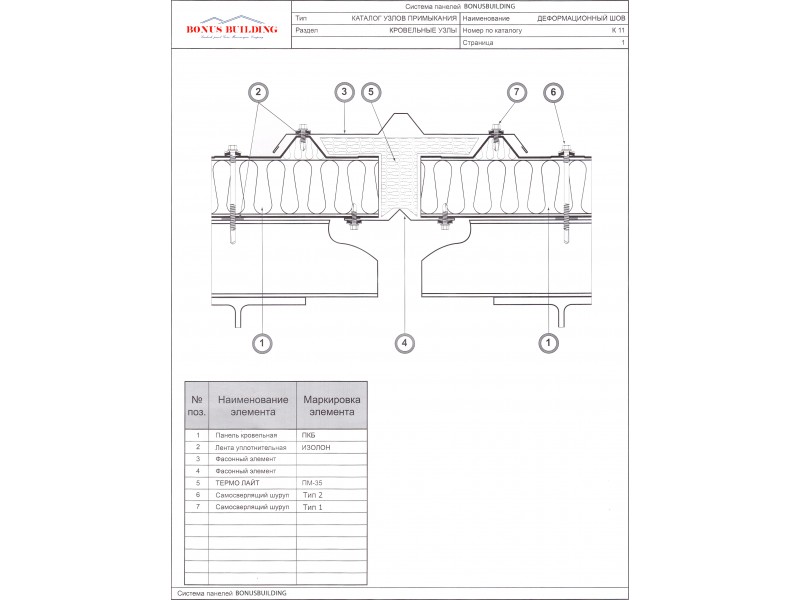 Система панелей BONUSBUILDING
BONUS BUILDING
Тип КАТАЛОГ УЗЛОВ ПРИМЫКАНИЯ Наименование ДЕФОРМАЦИОННЫЙ ШОВ
Раздел КРОВЕЛЬНЫЕ УЗЛЫ Номер по каталогу К 11
Страница 1
2 3 5 7 6
1 4 1
№ поз. Наименование элемента Маркировка элемента
1 Панель кровельная ПКБ
2 Лента уплотнительная ИЗОЛОН
3 Фасонный элемент
4 Фасонный элемент
5 ТЕРМО ЛАЙТ ПМ-35
6 Самосверлящий шуруп Тип 2
7 Самосверлящий шуруп Тип 1
Система панелей BONUSBUILDING